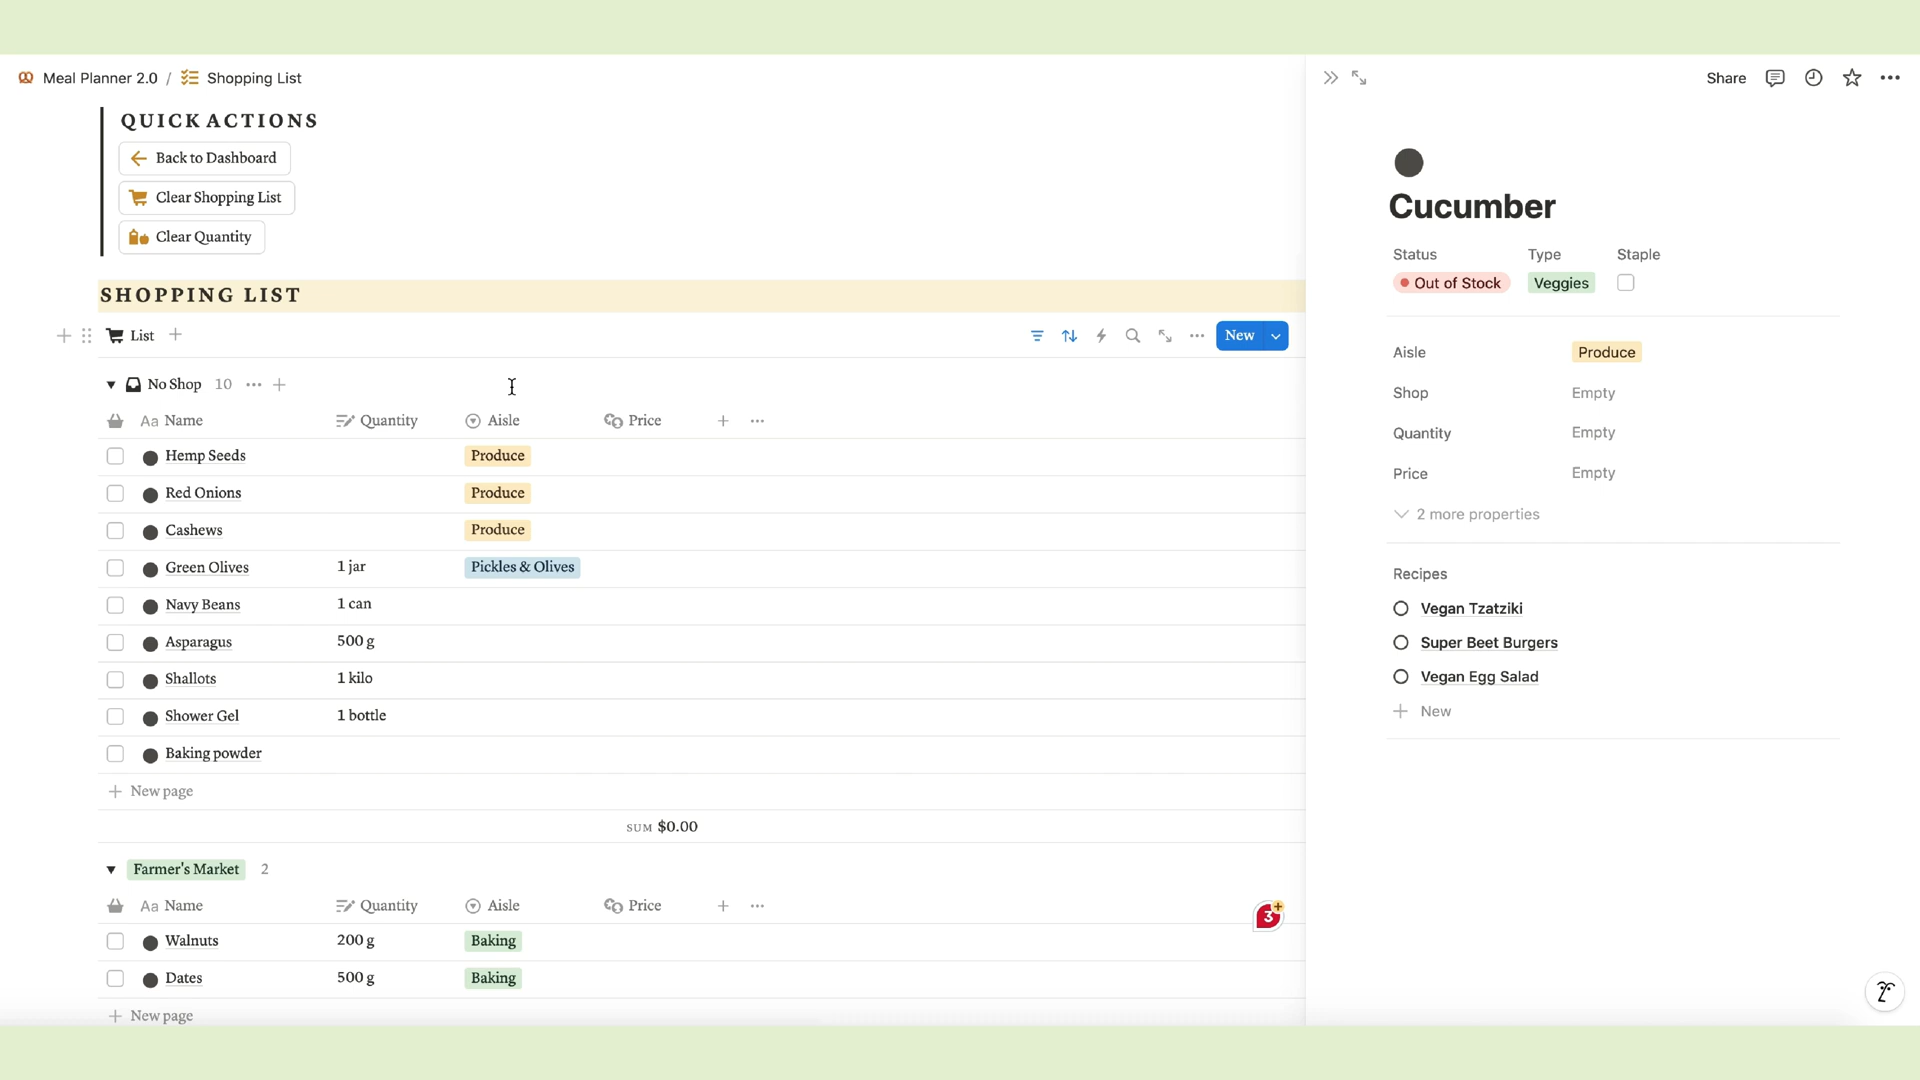 Meal Planner 2.0 / Shopping List
QUICK ACTIONS
Back to Dashboard
Clear Shopping List
Clear Quantity
SHOPPING LIST
List
New
No Shop 10
Aa Name Quantity Aisle Price
Hemp Seeds Produce
Red Onions Produce
Cashews Produce
Green Olives 1 jar Pickles & Olives
Navy Beans 1 can
Asparagus 500 g
Shallots 1 kilo
Shower Gel 1 bottle
Baking powder
New page
SUM $0.00
Farmer's Market 2
Aa Name Quantity Aisle Price
Walnuts 200 g Baking
Dates 500 g Baking
New page
3
Share
Cucumber
Status Type Staple
Out of Stock Veggies
Aisle Produce
Shop Empty
Quantity Empty
Price Empty
2 more properties
Recipes
Vegan Tzatziki
Super Beet Burgers
Vegan Egg Salad
New